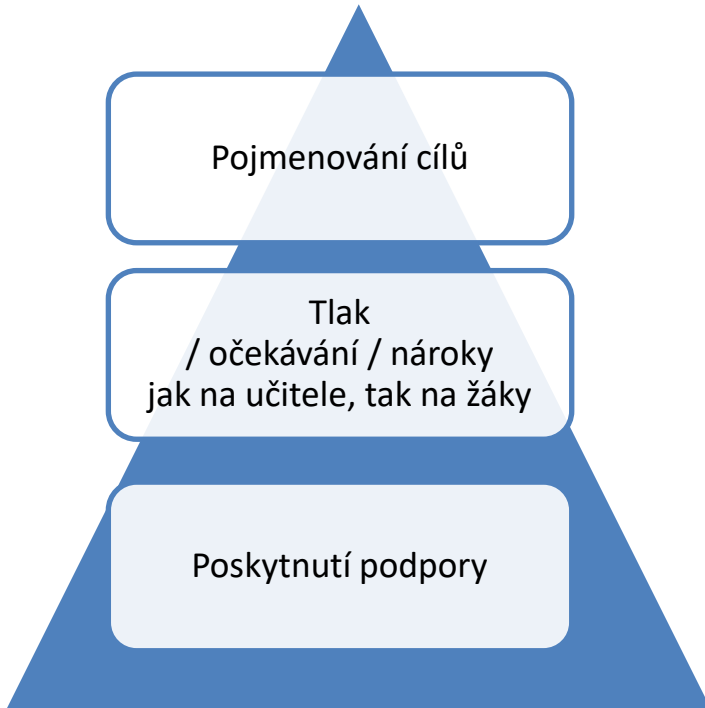 Pojmenování cílů
Tlak
/ očekávání / nároky
jak na učitele, tak na žáky
Poskytnutí podpory